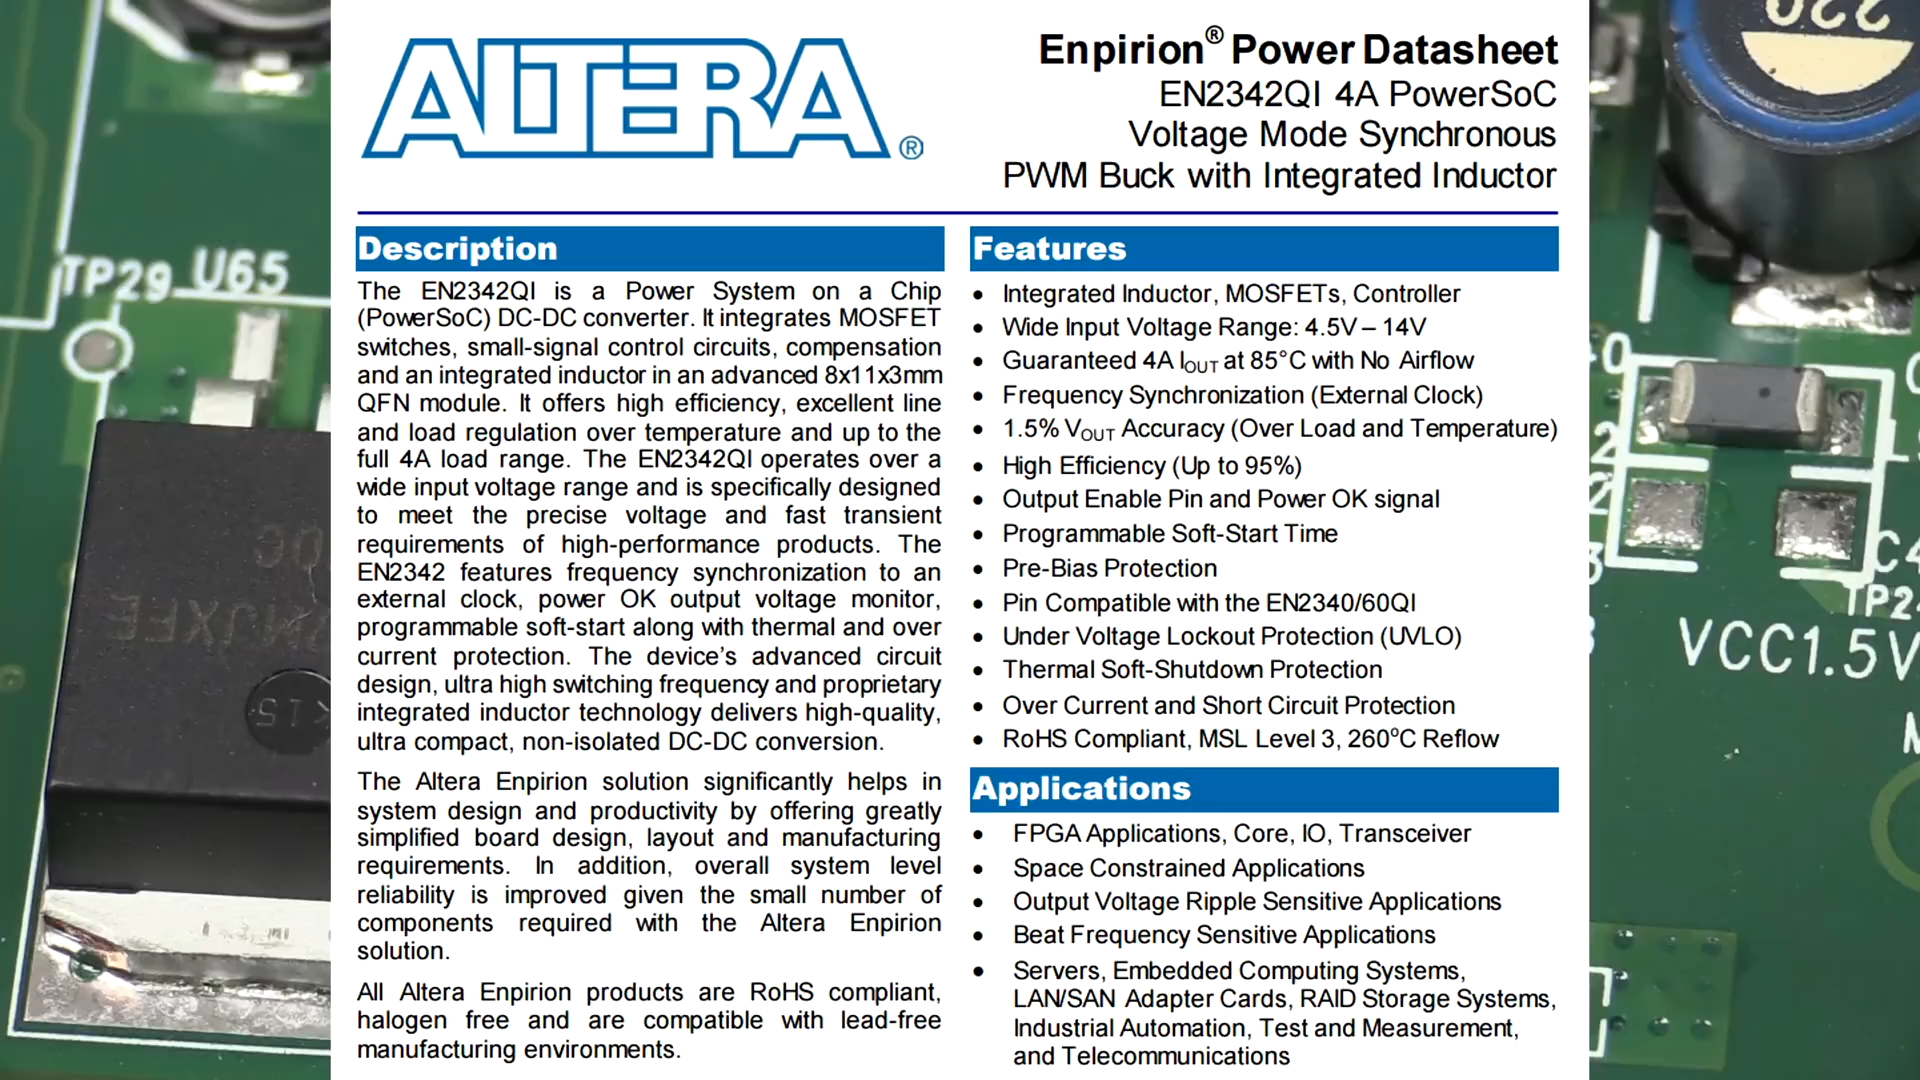 ALTERA®
Enpirion® Power Datasheet
EN2342QI 4A PowerSoC
Voltage Mode Synchronous
PWM Buck with Integrated Inductor
Description
The EN2342QI is a Power System on a Chip
(PowerSoC) DC-DC converter. It integrates MOSFET
switches, small-signal control circuits, compensation
and an integrated inductor in an advanced 8x11x3mm
QFN module. It offers high efficiency, excellent line
and load regulation over temperature and up to the
full 4A load range. The EN2342QI operates over a
wide input voltage range and is specifically designed
to meet the precise voltage and fast transient
requirements of high-performance products. The
EN2342 features frequency synchronization to an
external clock, power OK output voltage monitor,
programmable soft-start along with thermal and over
current protection. The device's advanced circuit
design, ultra high switching frequency and proprietary
integrated inductor technology delivers high-quality,
ultra compact, non-isolated DC-DC conversion.
The Altera Enpirion solution significantly helps in
system design and productivity by offering greatly
simplified board design, layout and manufacturing
requirements. In addition, overall system level
reliability is improved given the small number of
components required with the Altera Enpirion
solution.
All Altera Enpirion products are RoHS compliant,
halogen free and are compatible with lead-free
manufacturing environments.
Features
• Integrated Inductor, MOSFETs, Controller
• Wide Input Voltage Range: 4.5V – 14V
• Guaranteed 4A IOUT at 85°C with No Airflow
• Frequency Synchronization (External Clock)
• 1.5% VOUT Accuracy (Over Load and Temperature)
• High Efficiency (Up to 95%)
• Output Enable Pin and Power OK signal
• Programmable Soft-Start Time
• Pre-Bias Protection
• Pin Compatible with the EN2340/60QI
• Under Voltage Lockout Protection (UVLO)
• Thermal Soft-Shutdown Protection
• Over Current and Short Circuit Protection
• RoHS Compliant, MSL Level 3, 260°C Reflow
Applications
• FPGA Applications, Core, IO, Transceiver
• Space Constrained Applications
• Output Voltage Ripple Sensitive Applications
• Beat Frequency Sensitive Applications
• Servers, Embedded Computing Systems,
LAN/SAN Adapter Cards, RAID Storage Systems,
Industrial Automation, Test and Measurement,
and Telecommunications
TP29 U65
220
VCC1.5V